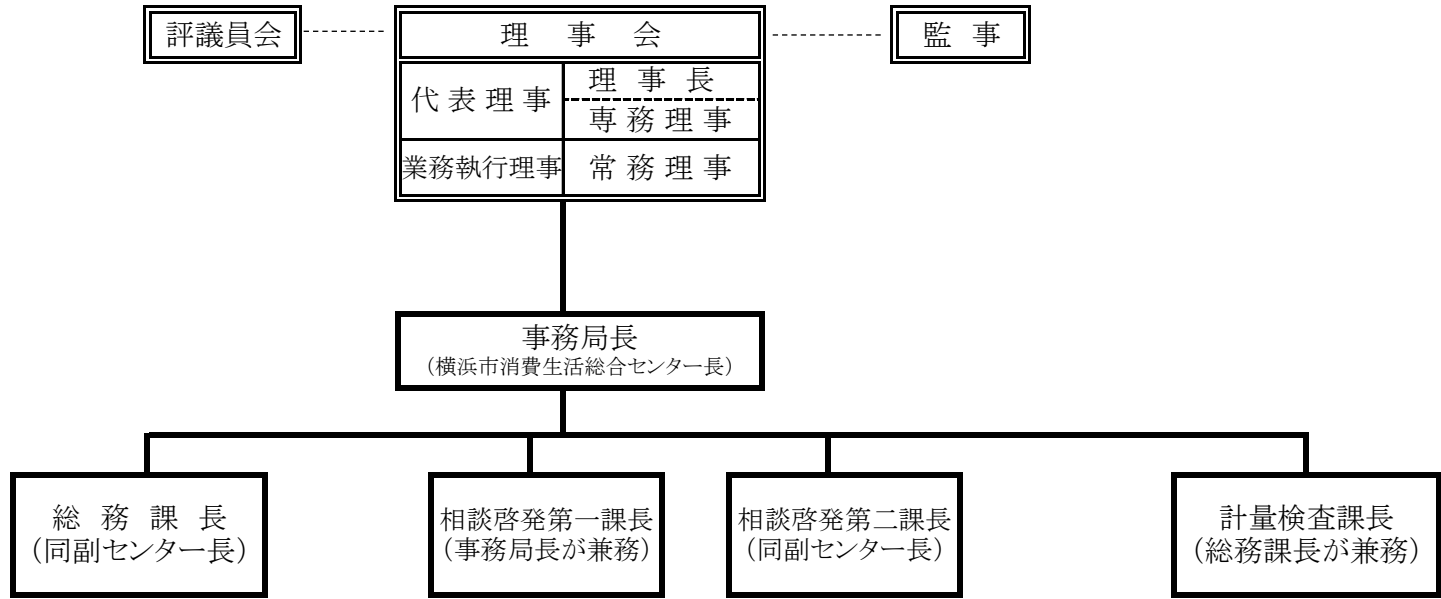 評議員会
理事会
監事
代表理事
理事長
専務理事
業務執行理事
常務理事
事務局長
（横浜市消費生活総合センター長）
総務課長
（同副センター長）
相談啓発第一課長
（事務局長が兼務）
相談啓発第二課長
（同副センター長）
計量検査課長
（総務課長が兼務）